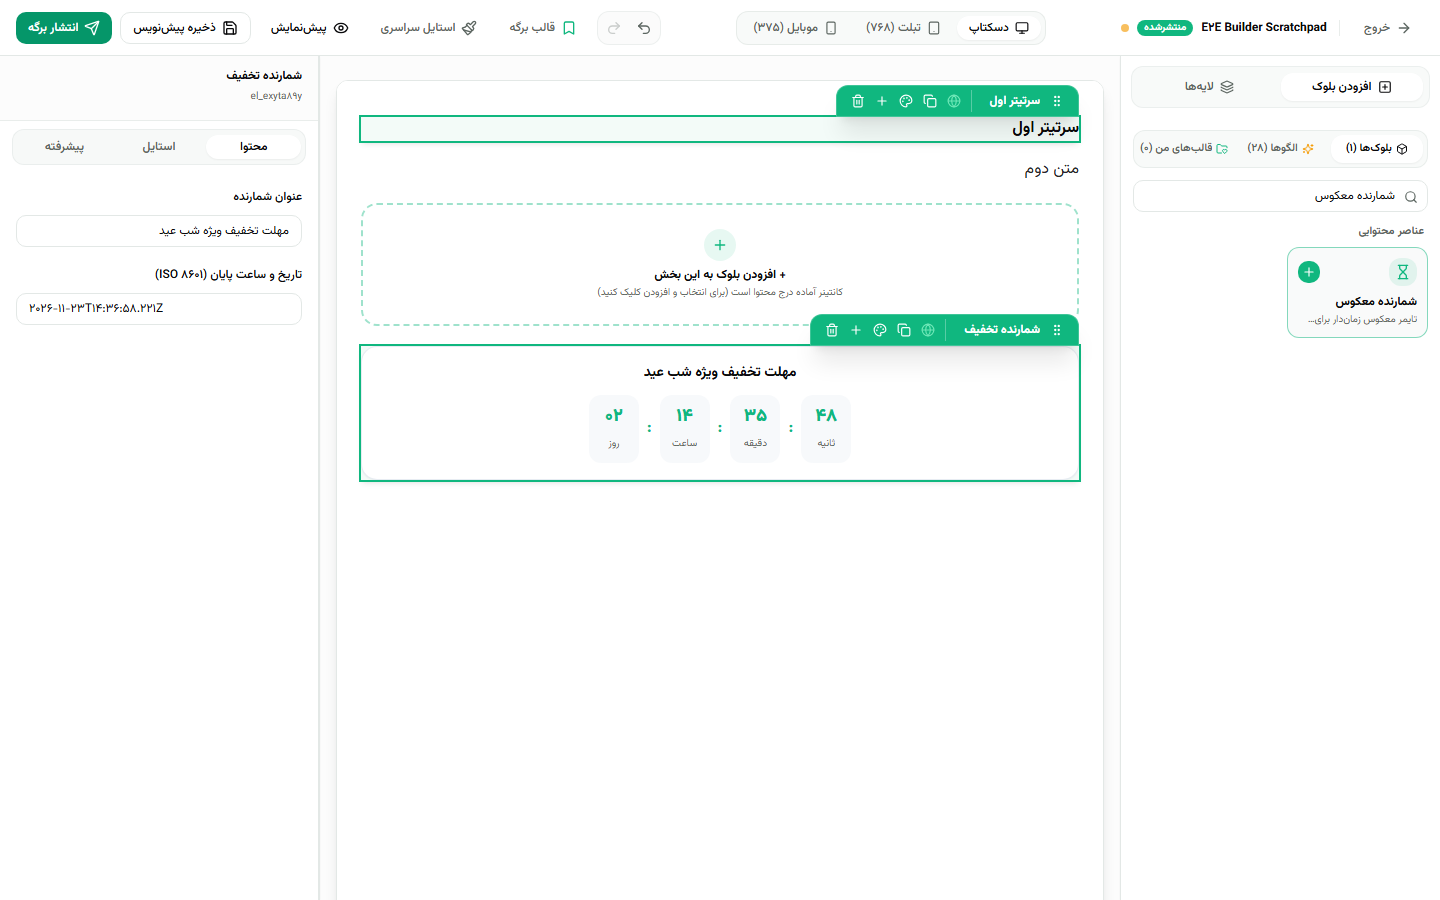 خروج
E۲E Builder Scratchpad
منتشرشده
دسکتاپ
تبلت (۷۶۸)
موبایل (۳۷۵)
قالب برگه
استایل سراسری
پیش‌نمایش
ذخیره پیش‌نویس
انتشار برگه
افزودن بلوک
لایه‌ها
بلوک‌ها (۱)
الگوها (۲۸)
قالب‌های من (۰)
شمارنده معکوس
عناصر محتوایی
شمارنده معکوس
تایمر معکوس زمان‌دار برای...
سرتیتر اول
سرتیتر اول
متن دوم
+ افزودن بلوک به این بخش
کانتینر آماده درج محتوا است (برای انتخاب و افزودن کلیک کنید)
شمارنده تخفیف
مهلت تخفیف ویژه شب عید
۴۸
ثانیه
:
۳۵
دقیقه
:
۱۴
ساعت
:
۰۲
روز
شمارنده تخفیف
el_exyta۸۹y
محتوا
استایل
پیشرفته
عنوان شمارنده
مهلت تخفیف ویژه شب عید
تاریخ و ساعت پایان (ISO ۸۶۰۱)
۲۰۲۶-۱۱-۲۳T۱۴:۳۶:۵۸.۲۲۱Z